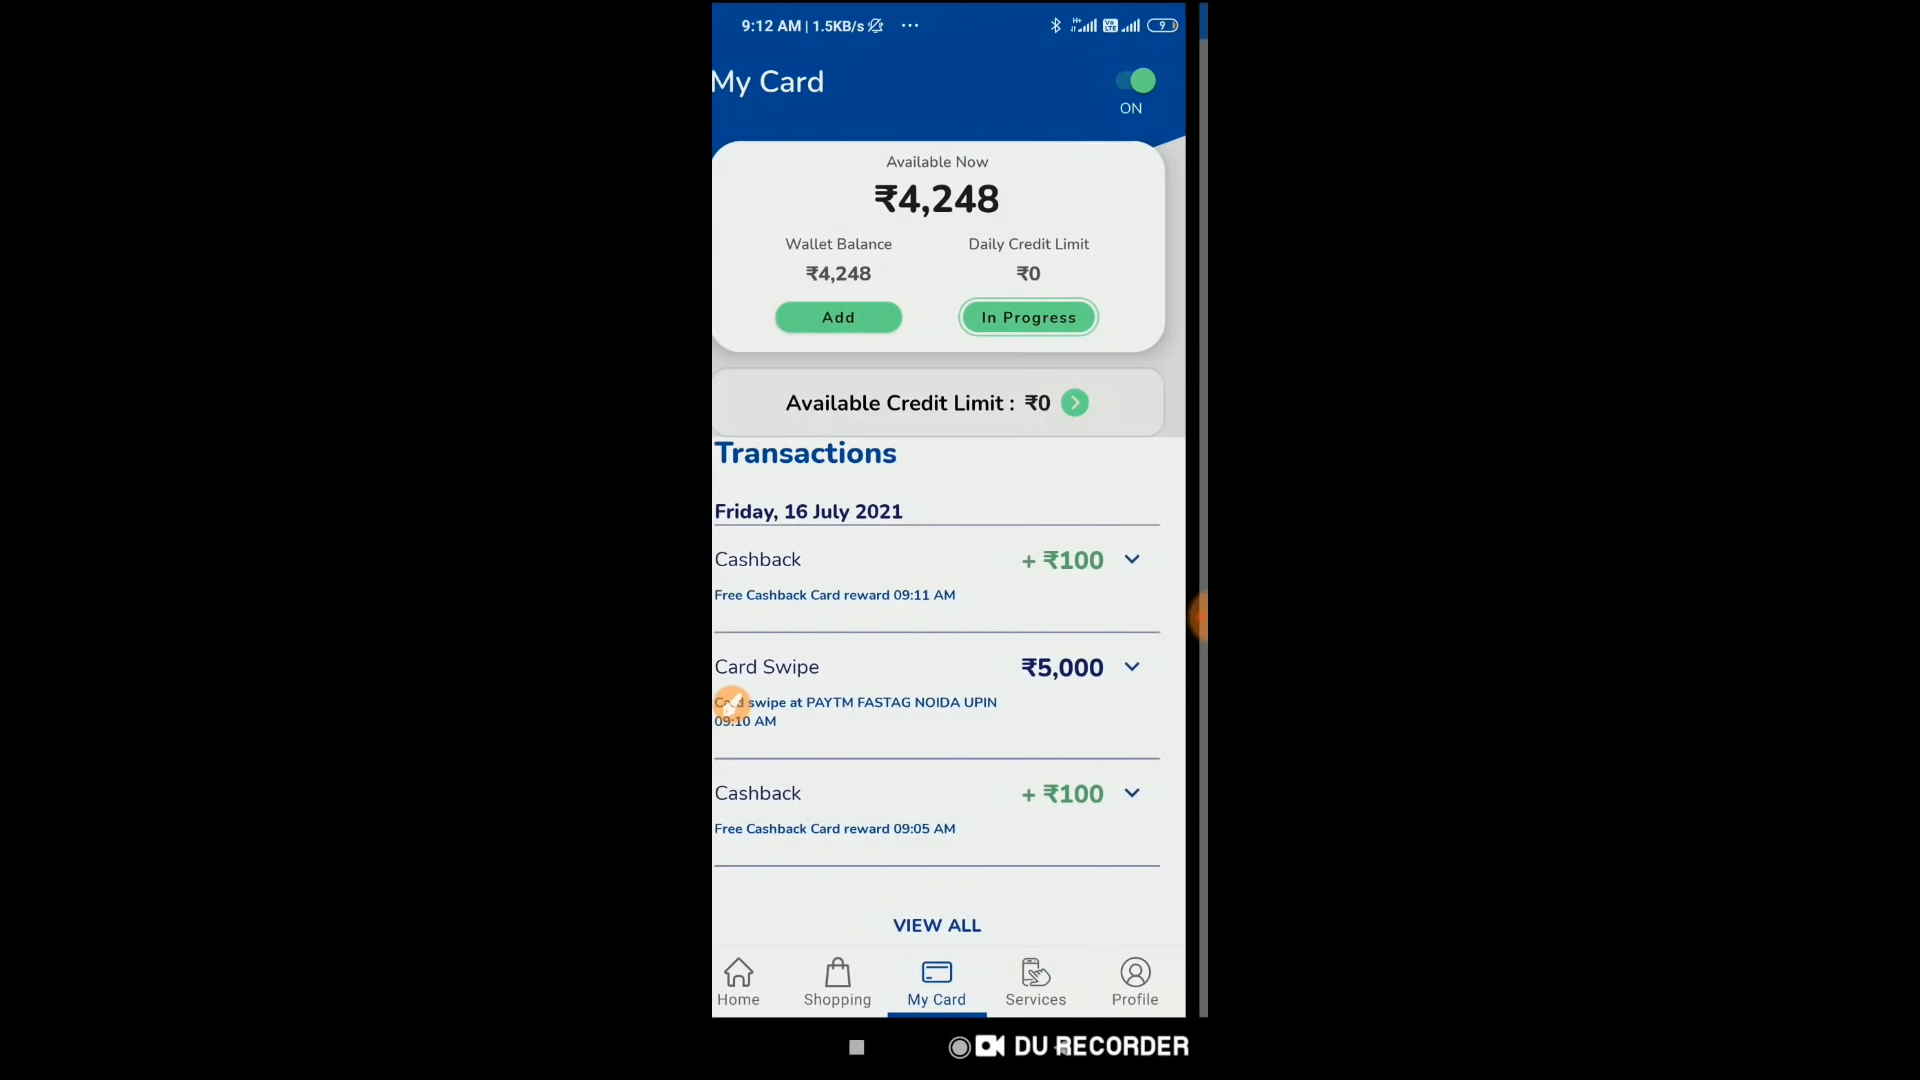 9:12 AM | 1.5KB/s ...
9
My Card
ON
Available Now
₹4,248
Wallet Balance
Daily Credit Limit
₹4,248
₹0
Add
In Progress
Available Credit Limit : ₹0
Transactions
Friday, 16 July 2021
Cashback
+ ₹100
Free Cashback Card reward 09:11 AM
Card Swipe
₹5,000
Card swipe at PAYTM FASTAG NOIDA UPIN
09:10 AM
Cashback
+ ₹100
Free Cashback Card reward 09:05 AM
VIEW ALL
Home
Shopping
My Card
Services
Profile
DU RECORDER